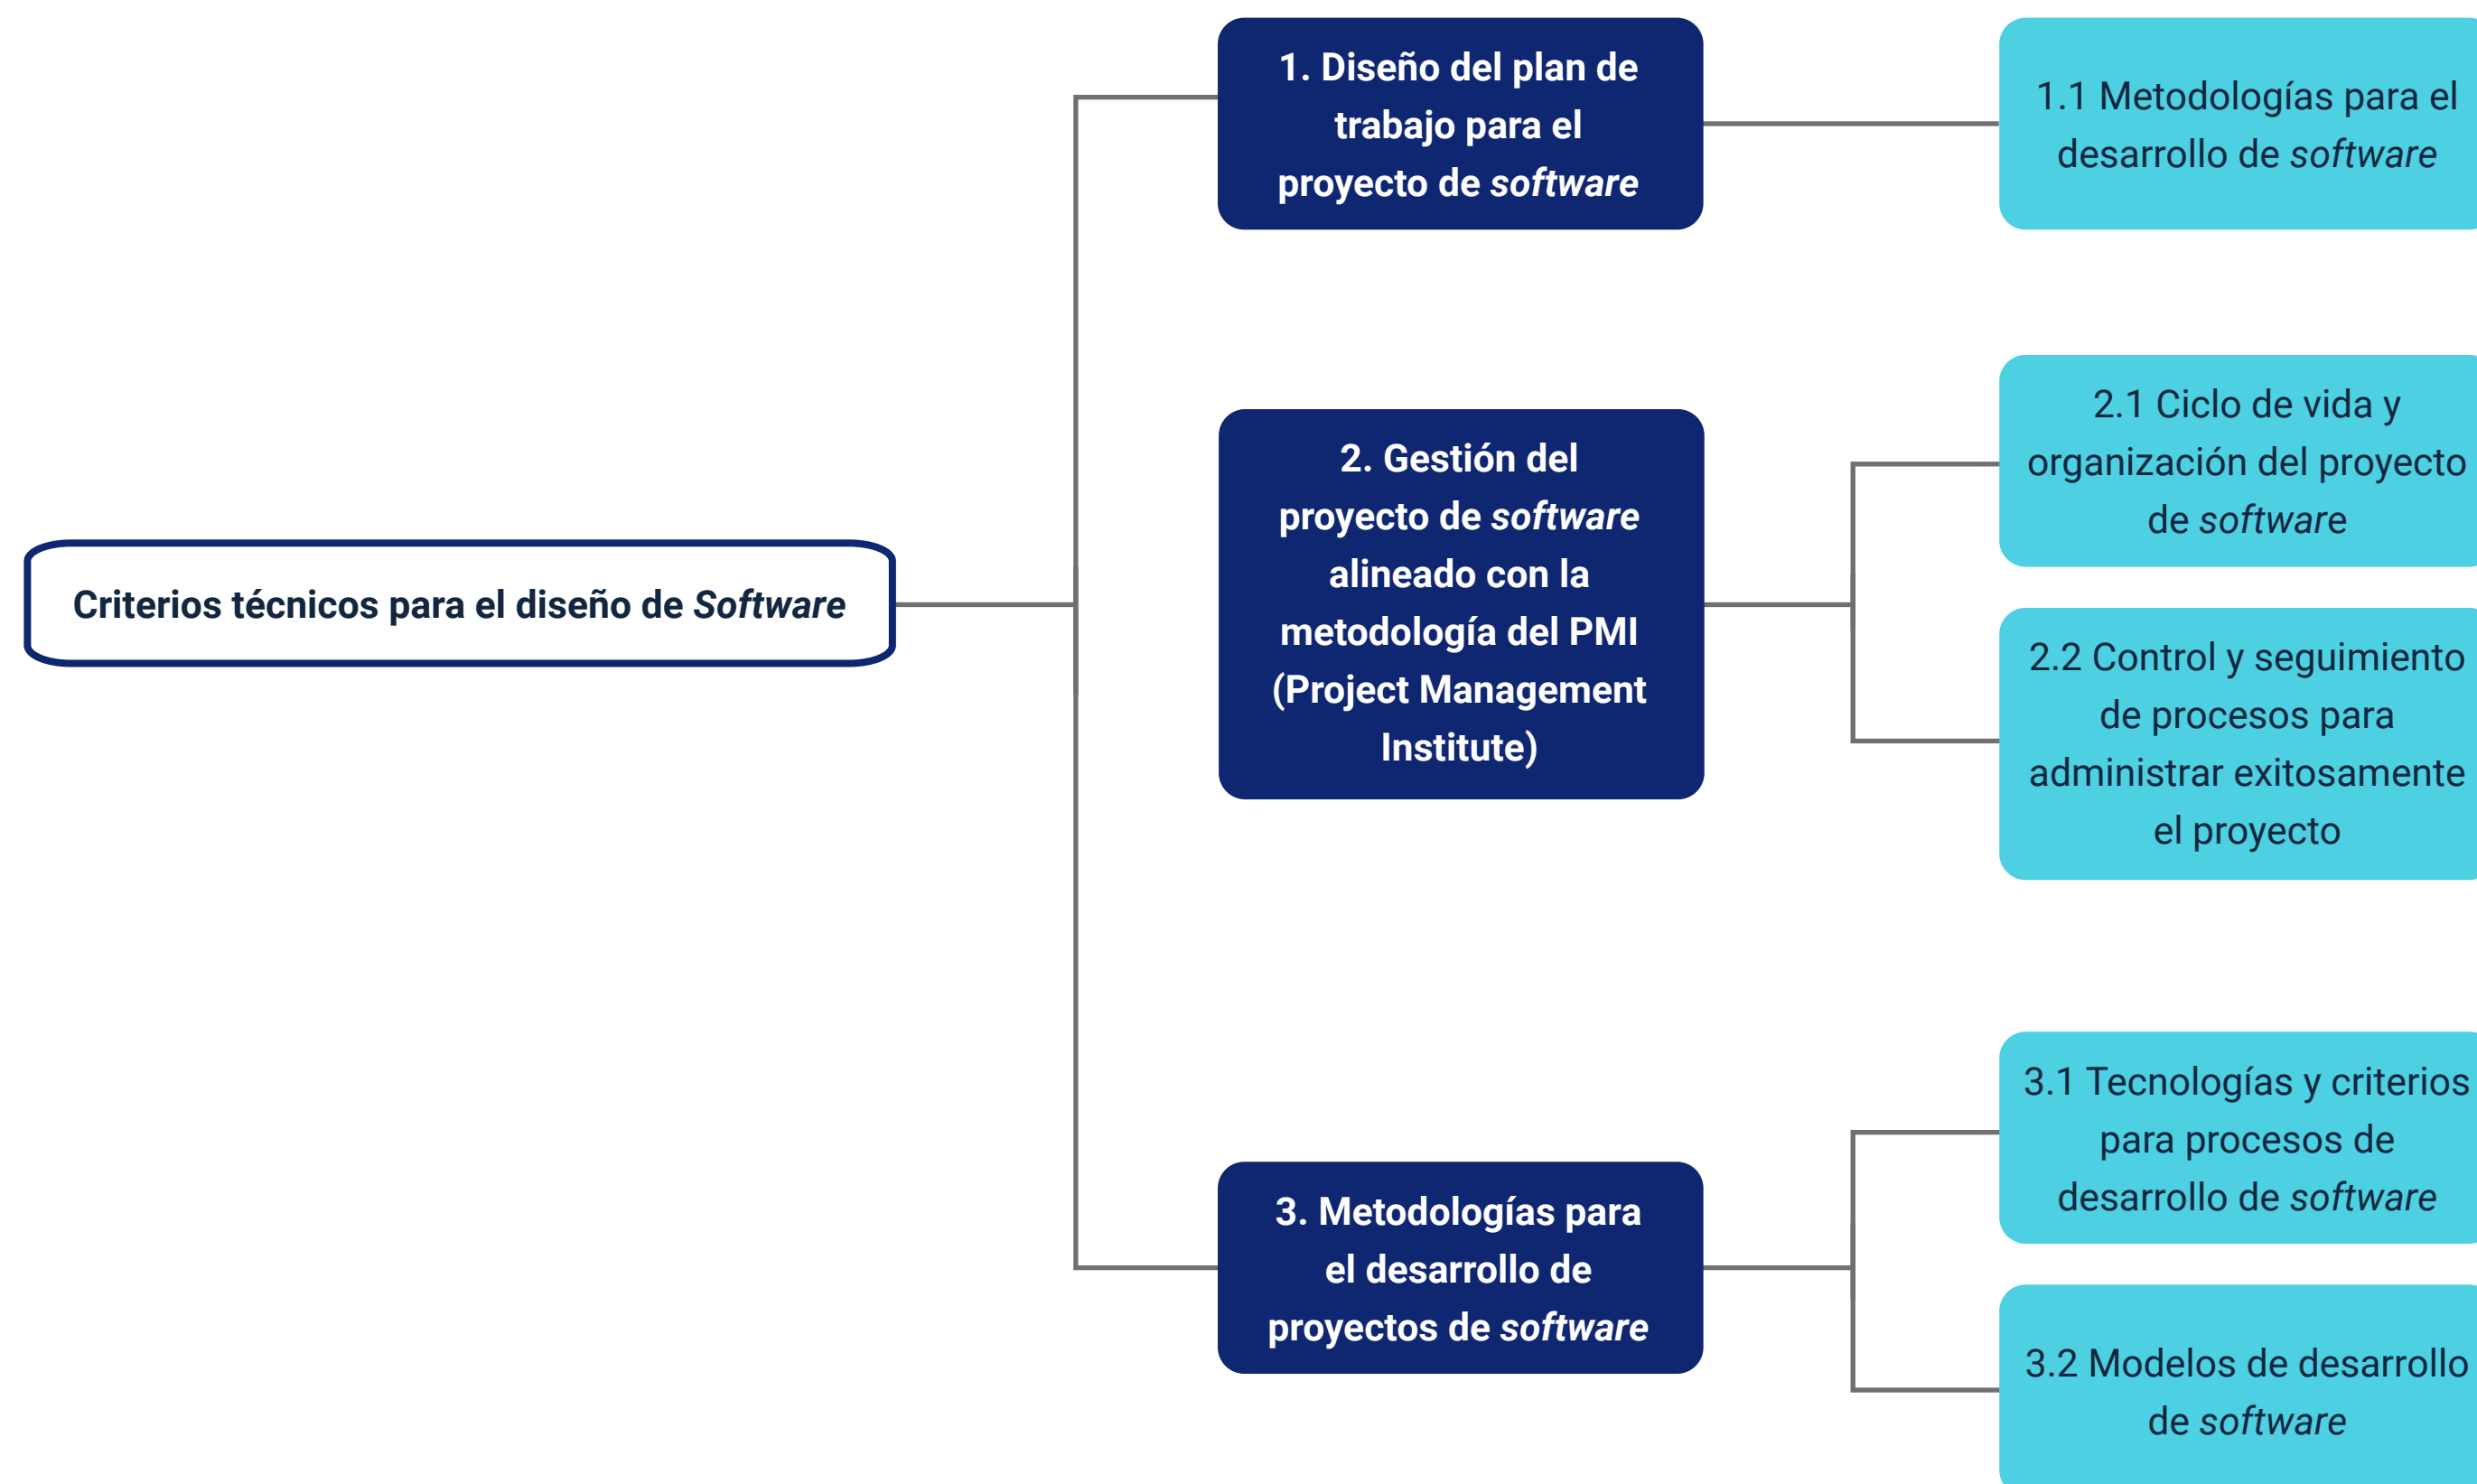 Criterios técnicos para el diseño de Software
1. Diseño del plan de
trabajo para el
proyecto de software
1.1 Metodologías para el
desarrollo de software
2. Gestión del
proyecto de software
alineado con la
metodología del PMI
(Project Management
Institute)
2.1 Ciclo de vida y
organización del proyecto
de software
2.2 Control y seguimiento
de procesos para
administrar exitosamente
el proyecto
3. Metodologías para
el desarrollo de
proyectos de software
3.1 Tecnologías y criterios
para procesos de
desarrollo de software
3.2 Modelos de desarrollo
de software